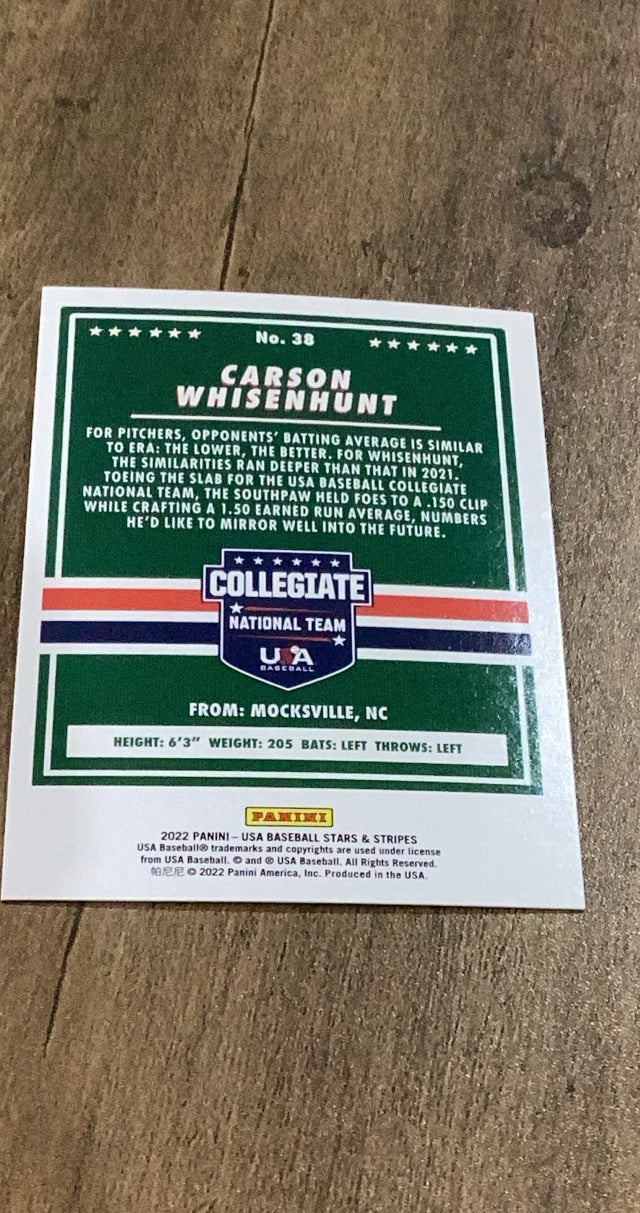 No. 38
CARSON
WHISENHUNT
FOR PITCHERS, OPPONENTS' BATTING AVERAGE IS SIMILAR
TO ERA: THE LOWER, THE BETTER. FOR WHISENHUNT,
THE SIMILARITIES RAN DEEPER THAN THAT IN 2021.
TOEING THE SLAB FOR THE USA BASEBALL COLLEGIATE
NATIONAL TEAM, THE SOUTHPAW HELD FOES TO A .150 CLIP
WHILE CRAFTING A 1.50 EARNED RUN AVERAGE, NUMBERS
HE'D LIKE TO MIRROR WELL INTO THE FUTURE.
COLLEGIATE
NATIONAL TEAM
USA
BASEBALL
FROM: MOCKSVILLE, NC
HEIGHT: 6'3" WEIGHT: 205 BATS: LEFT THROWS: LEFT
PANINI
2022 PANINI – USA BASEBALL STARS & STRIPES
USA Baseball® trademarks and copyrights are used under license
from USA Baseball. © and ® USA Baseball. All Rights Reserved.
帕尼尼 © 2022 Panini America, Inc. Produced in the USA.